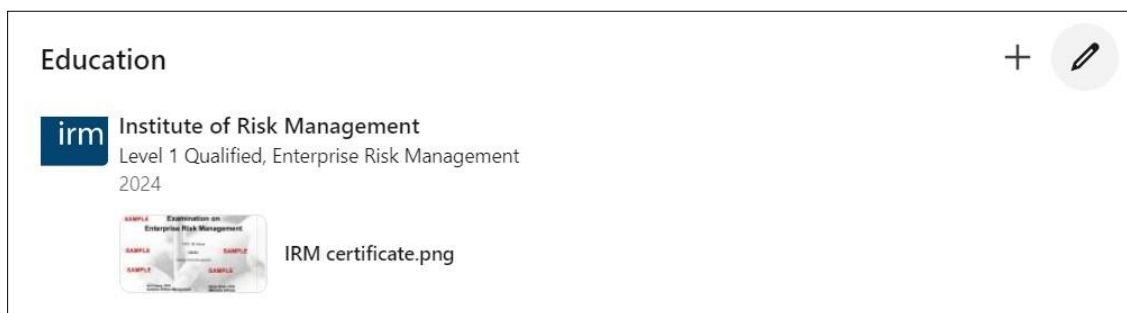 Education
irm
Institute of Risk Management
Level 1 Qualified, Enterprise Risk Management
2024
SAMPLE Examination on
Enterprise Risk Management
SAMPLE SAMPLE
SAMPLE SAMPLE
IRM certificate.png